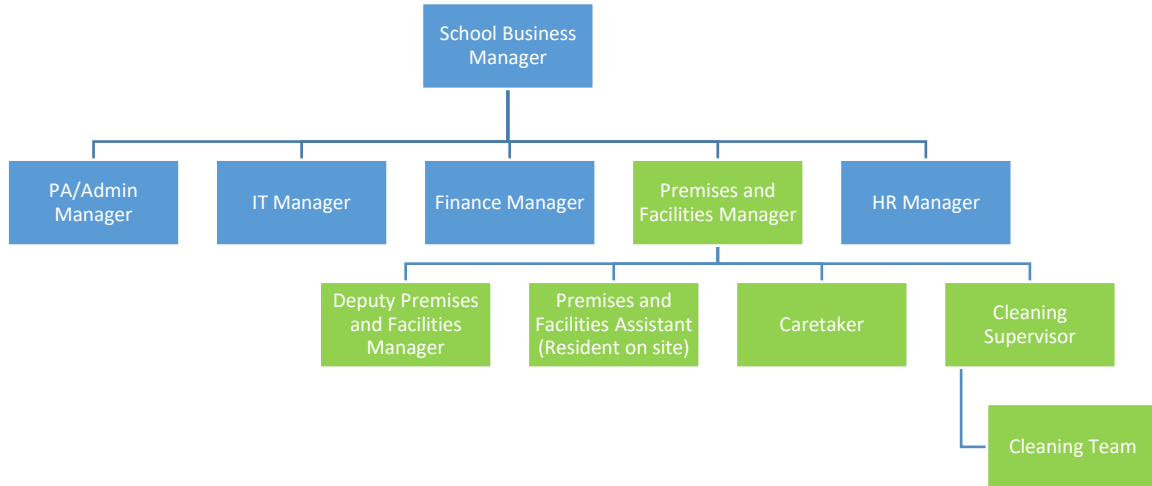 School Business
Manager
PA/Admin
Manager
IT Manager
Finance Manager
Premises and
Facilities Manager
HR Manager
Deputy Premises
and Facilities
Manager
Premises and
Facilities Assistant
(Resident on site)
Caretaker
Cleaning
Supervisor
Cleaning Team